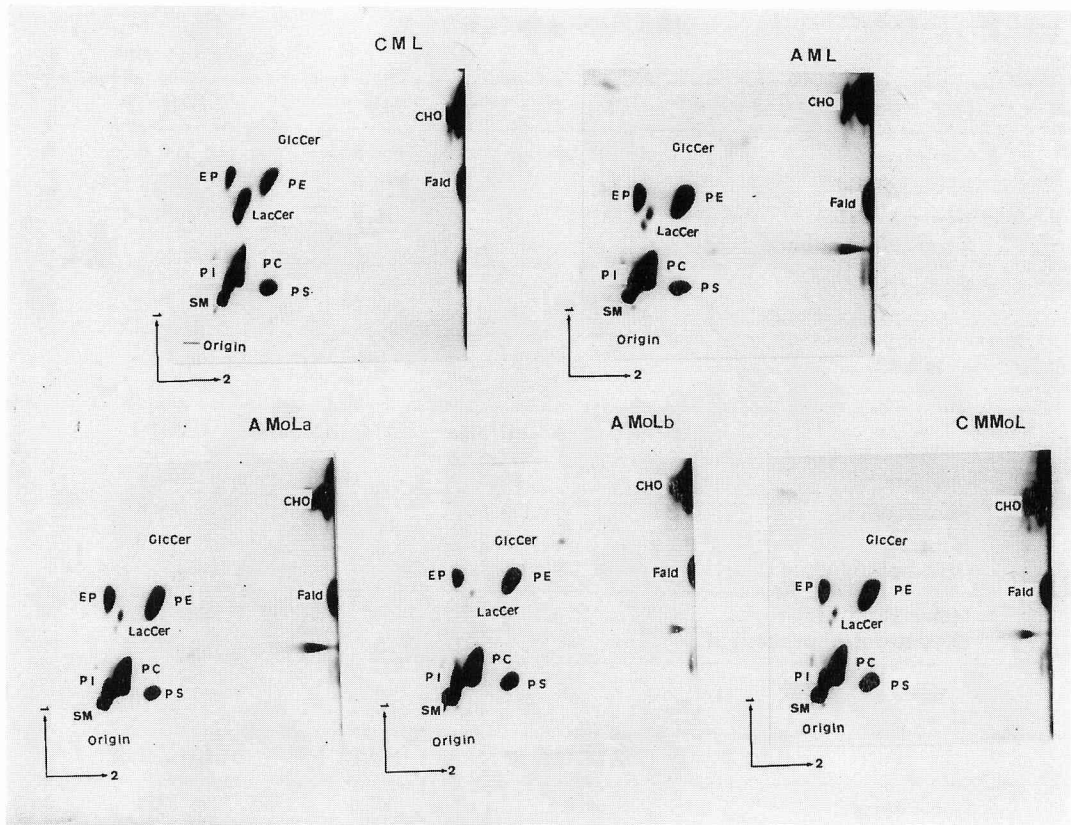 CML
CHO
GlcCer
EP
PE
Fald
LacCer
PI
PC
PS
SM
1
Origin
2
AML
CHO
GlcCer
EP
PE
Fald
LacCer
PI
PC
PS
SM
1
Origin
2
AMoLa
CHO
GlcCer
EP
PE
Fald
LacCer
PI
PC
PS
SM
1
Origin
2
AMoLb
CHO
GlcCer
EP
PE
Fald
LacCer
PI
PC
PS
SM
1
Origin
2
CMMoL
CHO
GlcCer
EP
PE
Fald
LacCer
PI
PC
PS
SM
1
Origin
2